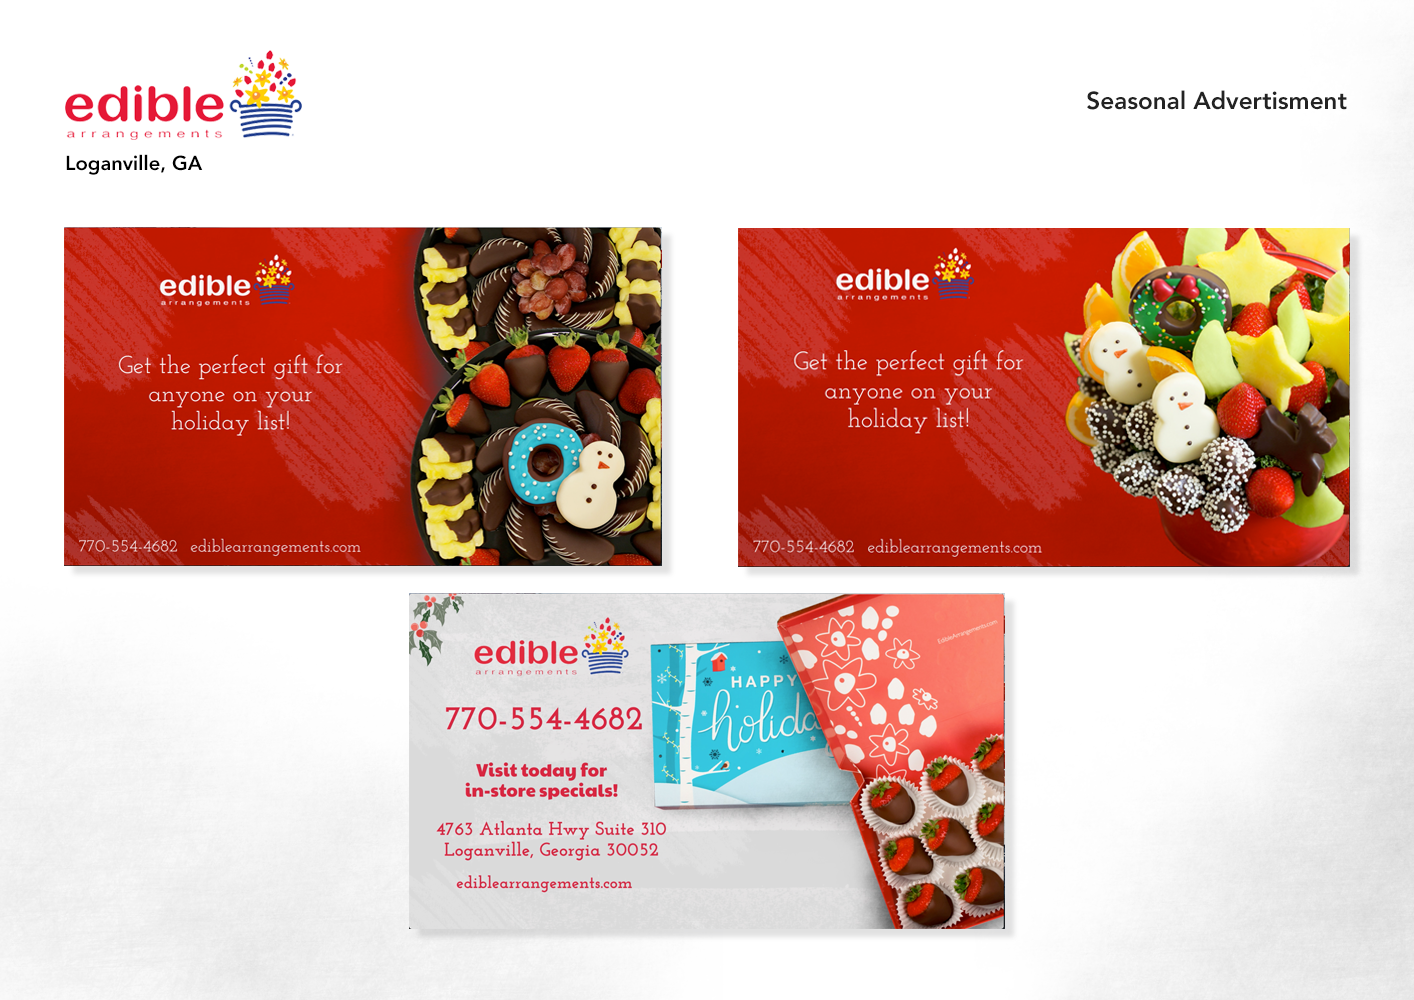 edible
arrangements
Loganville, GA
Seasonal Advertisment
edible
arrangements
Get the perfect gift for
anyone on your
holiday list!
770-554-4682 ediblearrangements.com
edible
arrangements
Get the perfect gift for
anyone on your
holiday list!
770-554-4682 ediblearrangements.com
edible
arrangements
770-554-4682
Visit today for
in-store specials!
4763 Atlanta Hwy Suite 310
Loganville, Georgia 30052
ediblearrangements.com
HAPPY
holida
EdibleArrangements.com